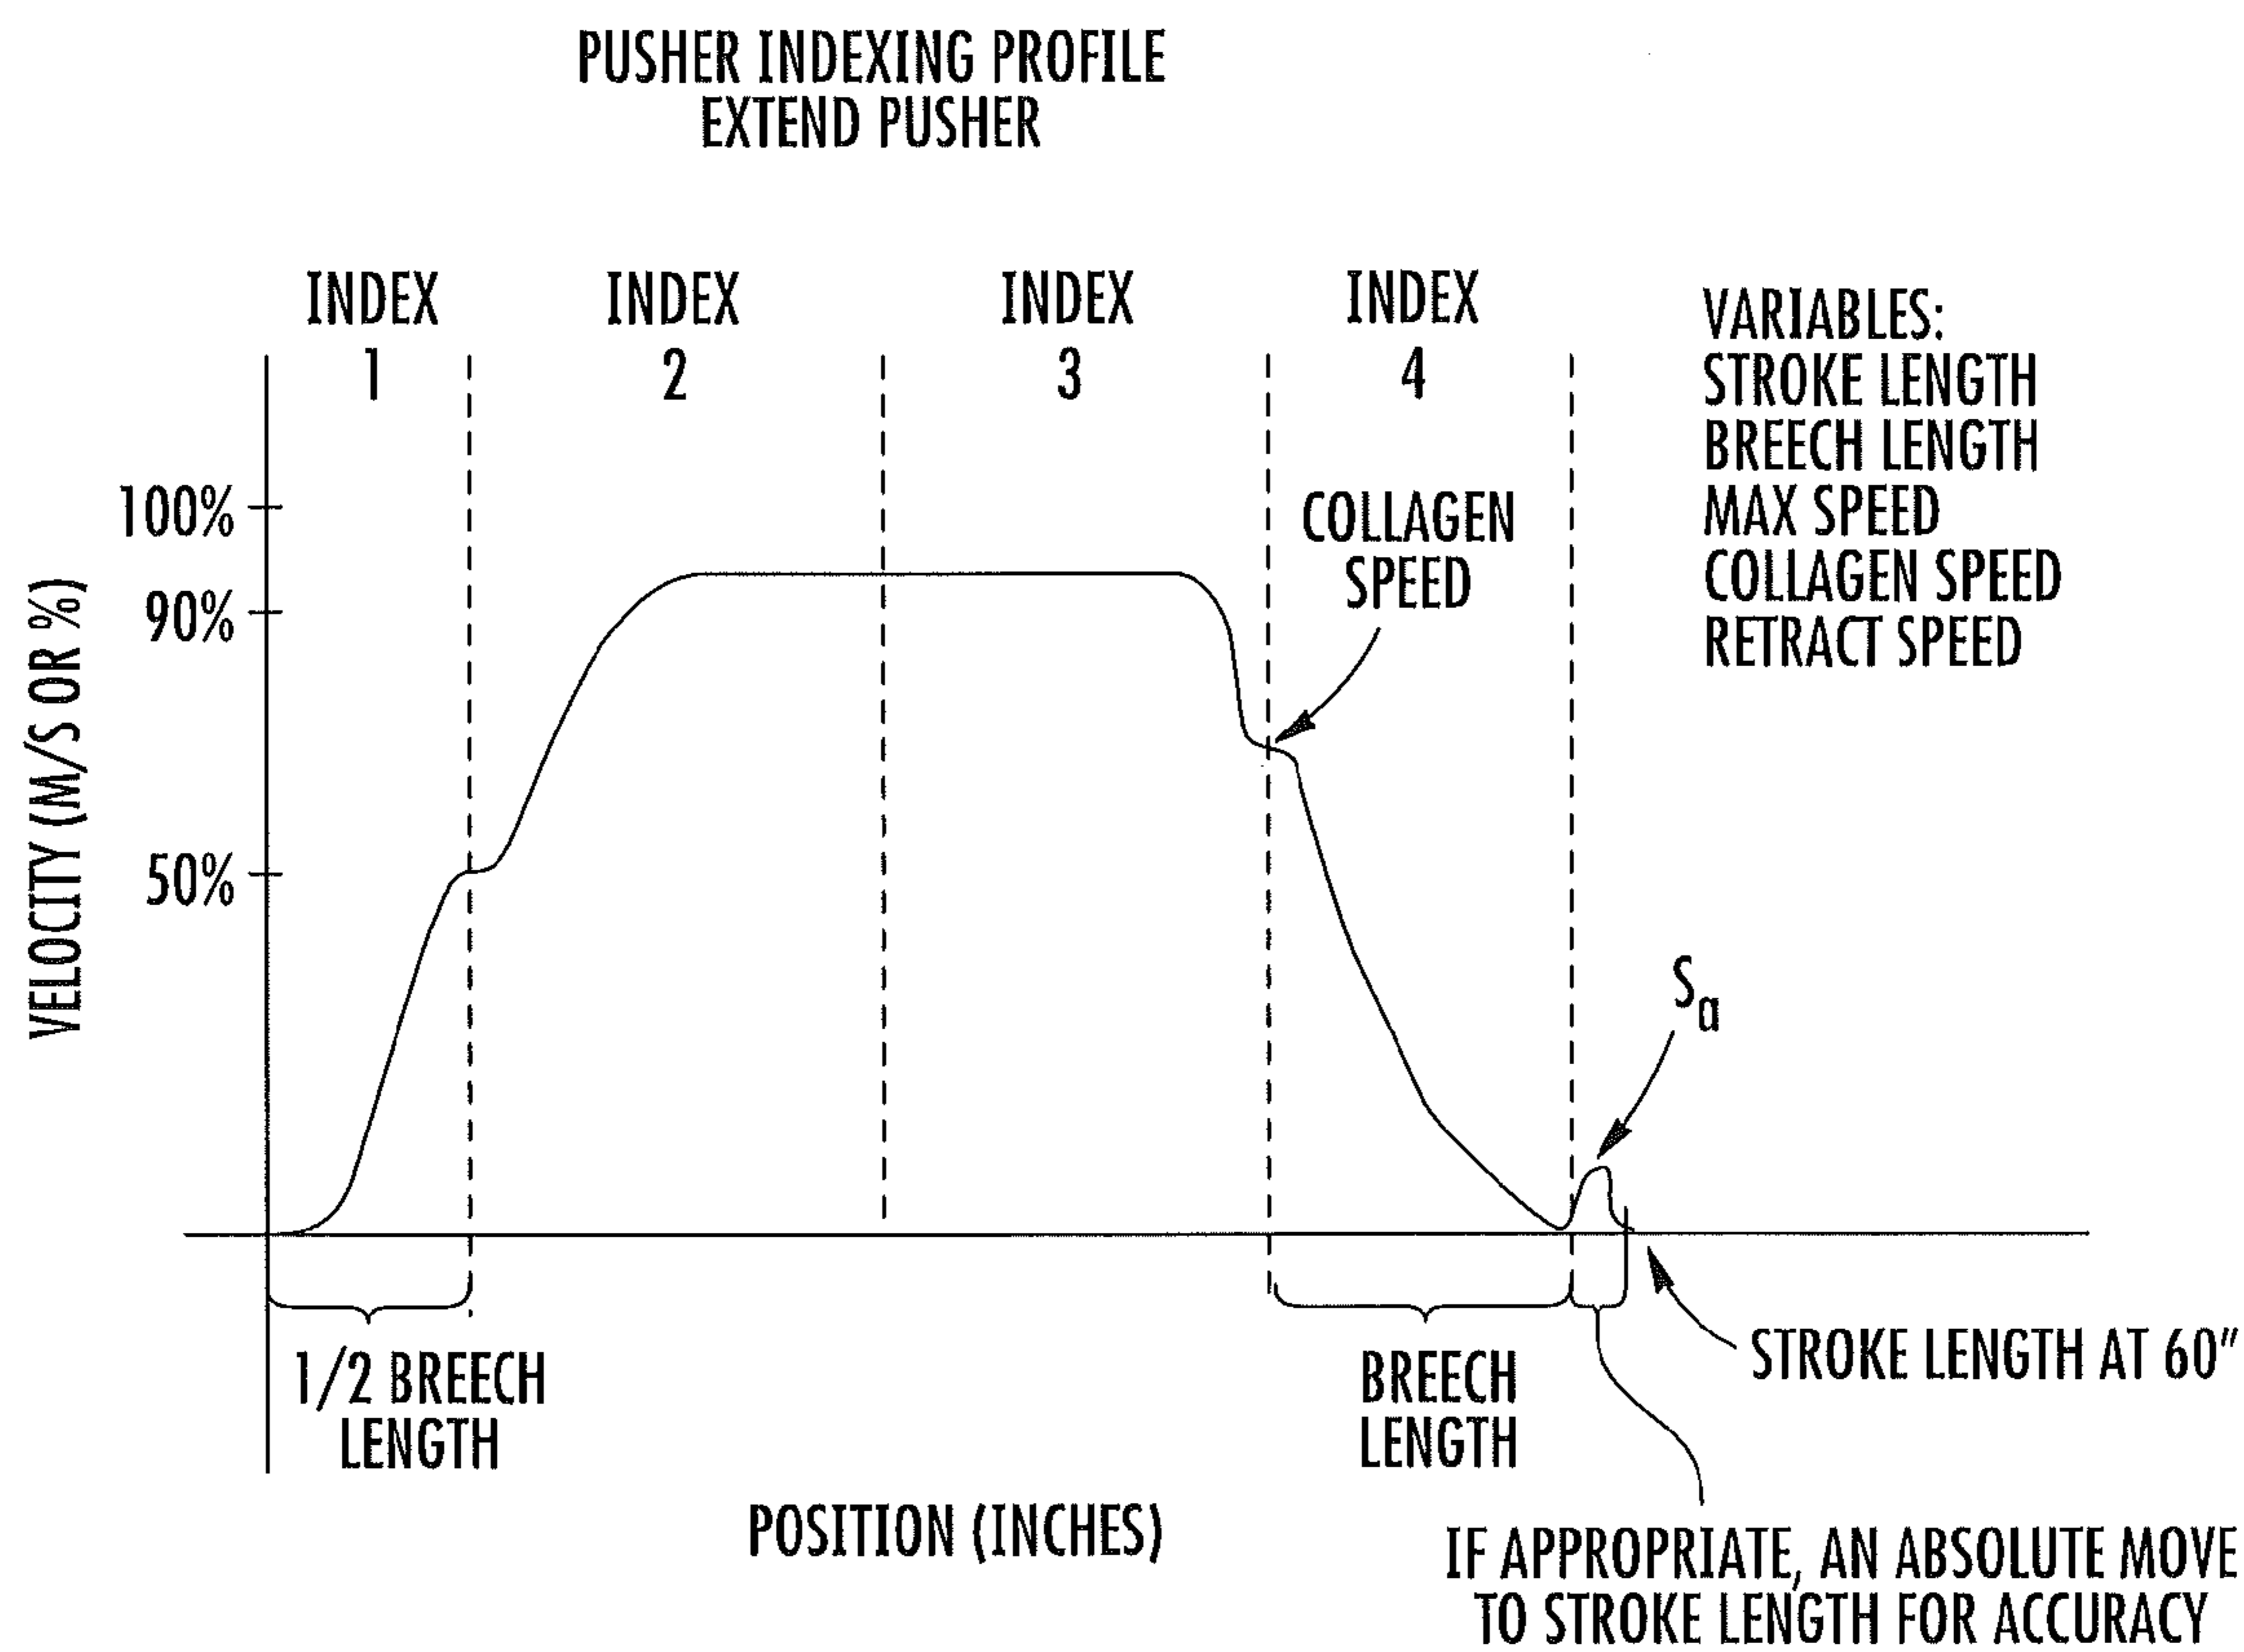 PUSHER INDEXING PROFILE
EXTEND PUSHER
INDEX
1
INDEX
2
INDEX
3
INDEX
4
VARIABLES:
STROKE LENGTH
BREECH LENGTH
MAX SPEED
COLLAGEN SPEED
RETRACT SPEED
100%
90%
50%
VELOCITY (M/S OR %)
COLLAGEN
SPEED
Sa
1/2 BREECH
LENGTH
BREECH
LENGTH
STROKE LENGTH AT 60"
POSITION (INCHES)
IF APPROPRIATE, AN ABSOLUTE MOVE
TO STROKE LENGTH FOR ACCURACY